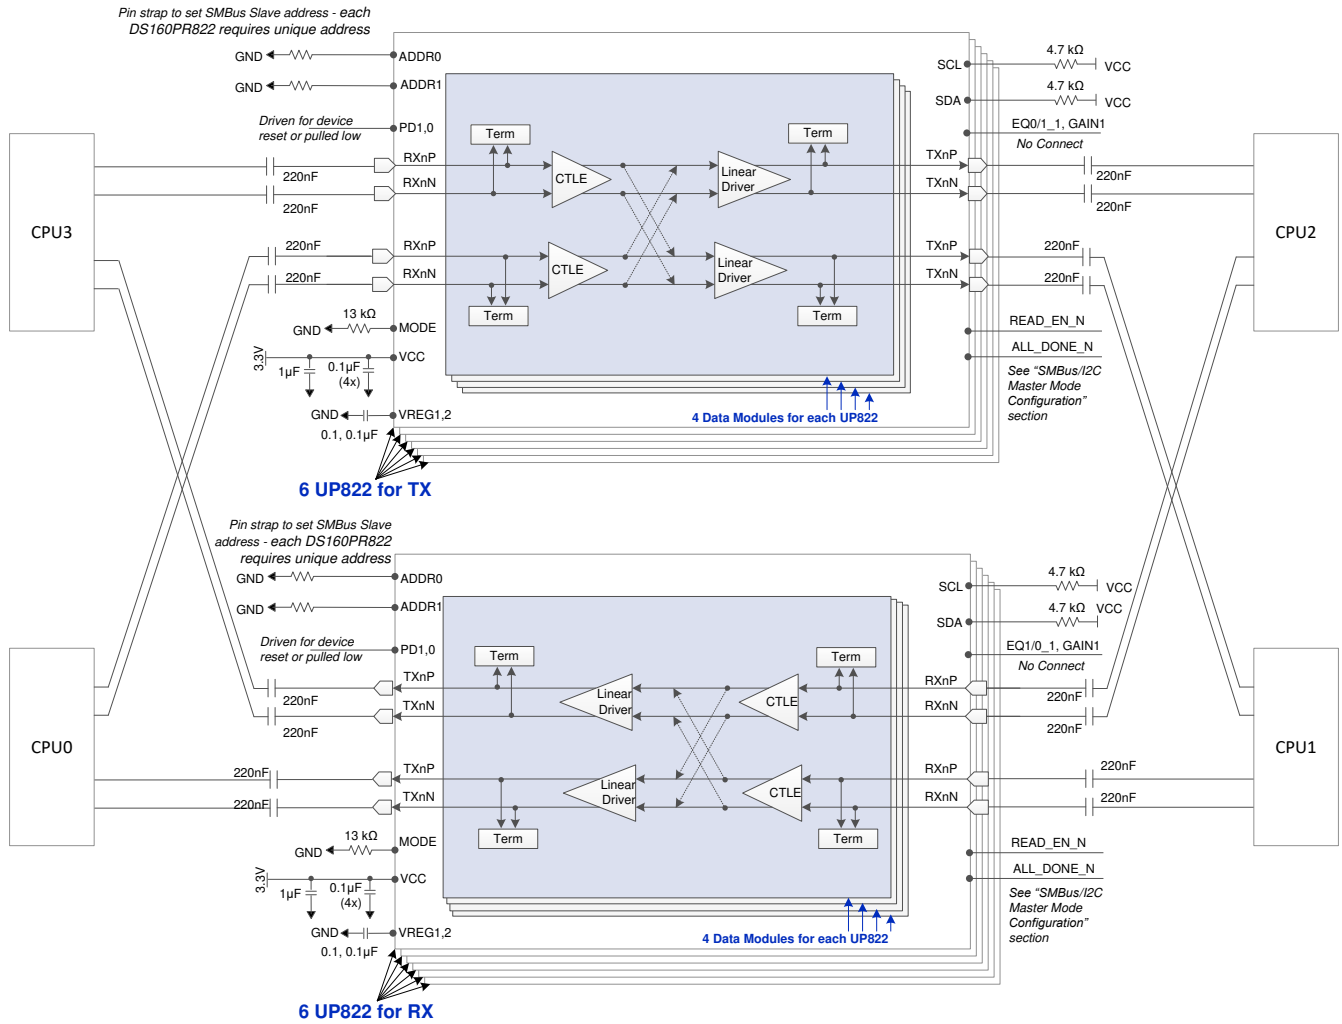 Pin strap to set SMBus Slave address - each
DS160PR822 requires unique address
GND
ADDR0
GND
ADDR1
Driven for device
reset or pulled low
PD1,0
SCL
4.7 kΩ
VCC
SDA
4.7 kΩ
VCC
EQ0/1_1, GAIN1
No Connect
Term
Term
RXnP
CTLE
Linear
Driver
TXnP
220nF
220nF
RXnN
TXnN
220nF
220nF
CPU3
CPU2
220nF
RXnP
TXnP
220nF
220nF
RXnN
CTLE
Linear
Driver
TXnN
220nF
Term
Term
13 kΩ
GND
MODE
READ_EN_N
3.3V
1µF
0.1µF
(4x)
VCC
ALL_DONE_N
See “SMBus/I2C
Master Mode
Configuration”
section
GND
VREG1,2
0.1, 0.1µF
4 Data Modules for each UP822
6 UP822 for TX
Pin strap to set SMBus Slave
address - each DS160PR822
requires unique address
GND
ADDR0
GND
ADDR1
Driven for device
reset or pulled low
PD1,0
SCL
4.7 kΩ
VCC
SDA
4.7 kΩ
VCC
EQ1/0_1, GAIN1
No Connect
Term
Term
TXnP
Linear
Driver
CTLE
RXnP
220nF
220nF
TXnN
RXnN
220nF
220nF
CPU0
CPU1
220nF
TXnP
RXnP
220nF
220nF
TXnN
Linear
Driver
CTLE
RXnN
220nF
Term
Term
13 kΩ
GND
MODE
READ_EN_N
3.3V
1µF
0.1µF
(4x)
VCC
ALL_DONE_N
See “SMBus/I2C
Master Mode
Configuration”
section
GND
VREG1,2
0.1, 0.1µF
4 Data Modules for each UP822
6 UP822 for RX